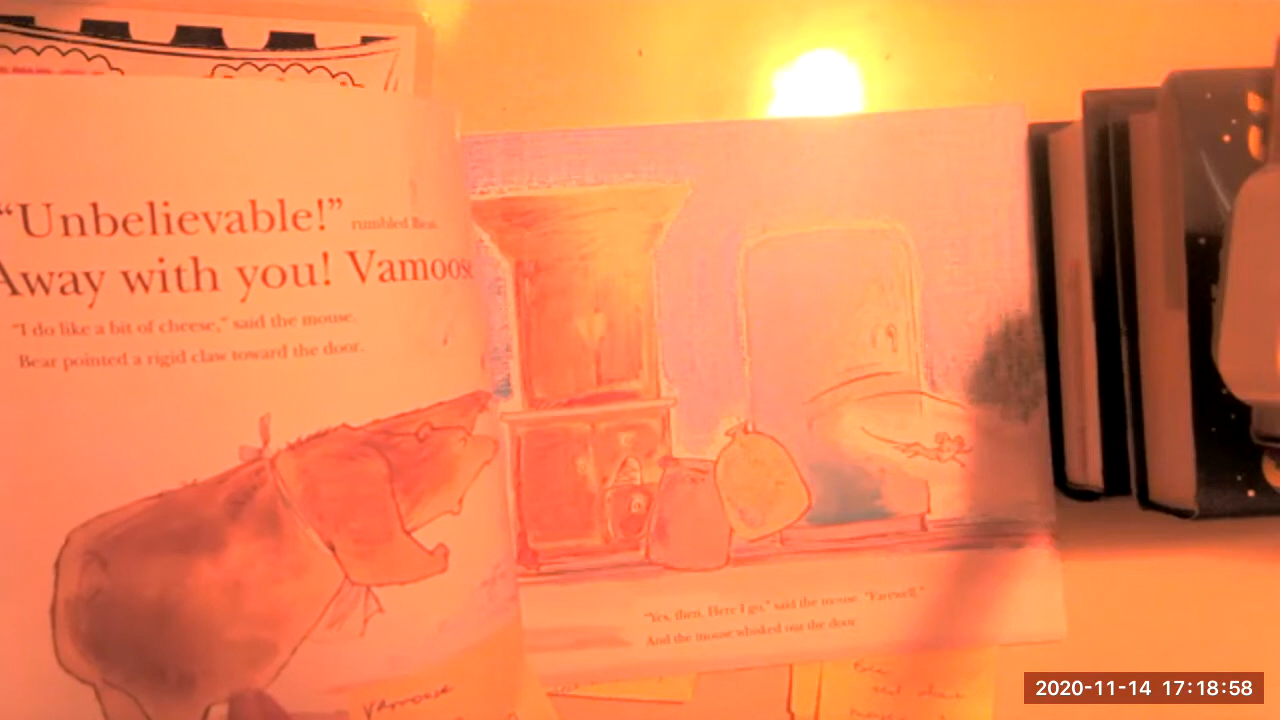 “Unbelievable!” rumbled Bear.
Away with you! Vamoose
"I do like a bit of cheese," said the mouse.
Bear pointed a rigid claw toward the door.
"Yes, then. Here I go," said the mouse. "Farewell."
And the mouse whisked out the door.
vamoose
2020-11-14 17:18:58